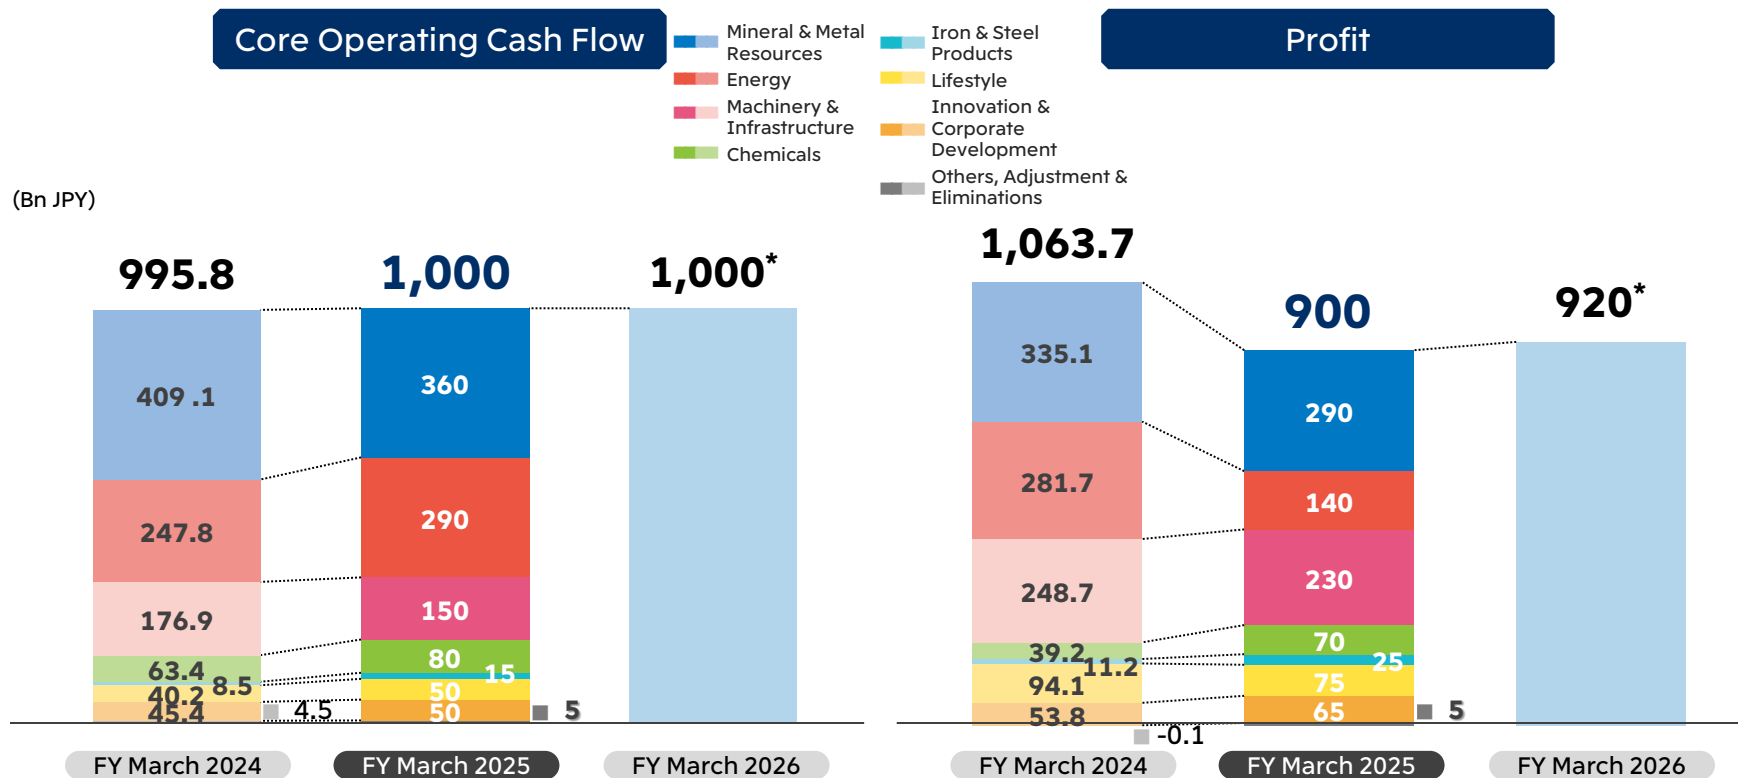 Core Operating Cash Flow
Mineral & Metal
Resources
Energy
Machinery &
Infrastructure
Chemicals
Iron & Steel
Products
Lifestyle
Innovation &
Corporate
Development
Others, Adjustment &
Eliminations
Profit
(Bn JPY)
995.8
1,000
1,000*
409 .1
247.8
176.9
63.4
8.5
40.2
45.4
4.5
360
290
150
80
15
50
50
5
FY March 2024
FY March 2025
FY March 2026
1,063.7
900
920*
335.1
281.7
248.7
39.2
11.2
94.1
53.8
-0.1
290
140
230
70
25
75
65
5
FY March 2024
FY March 2025
FY March 2026